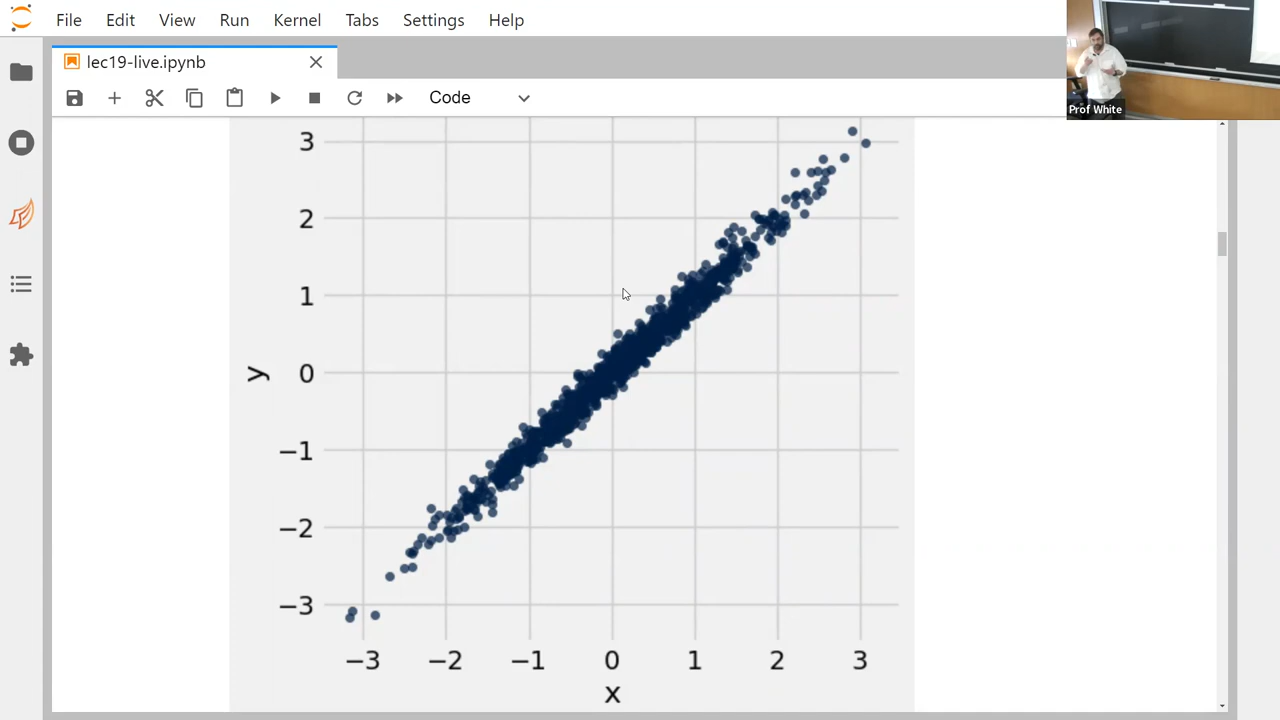 File Edit View Run Kernel Tabs Settings Help
lec19-live.ipynb
Code
Prof White
3
2
1
0
−1
−2
−3
y
−3 −2 −1 0 1 2 3
x